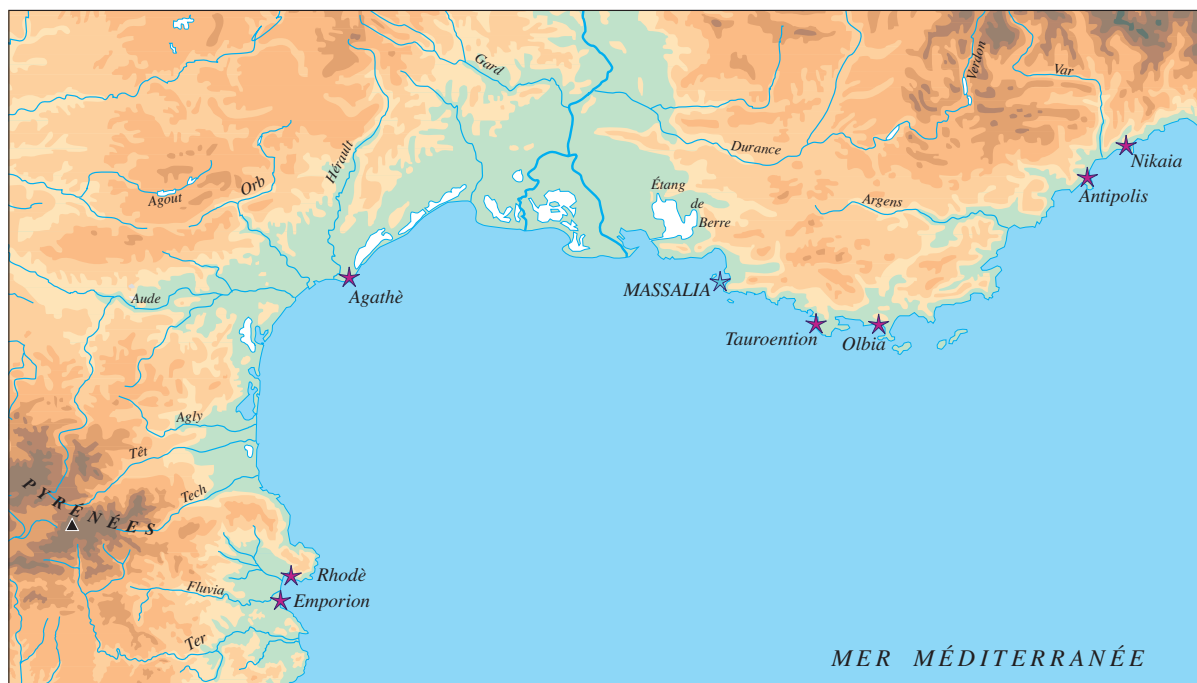 Gard
Verdon
Var
Hérault
Durance
Nikaia
Agout
Orb
Étang
de
Berre
Antipolis
Argens
Aude
Agathè
MASSALIA
Tauroention
Olbia
Agly
Têt
Tech
PYRÉNÉES
Rhodè
Fluvia
Emporion
Ter
MER MÉDITERRANÉE